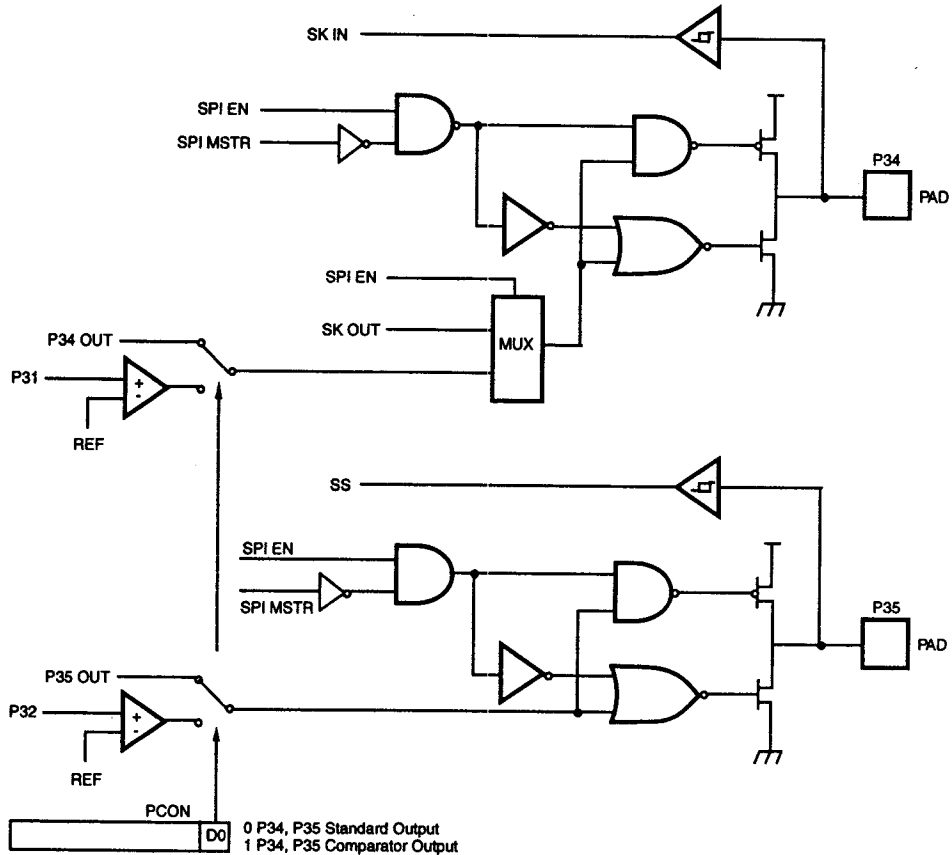 SK IN
SPI EN
SPI MSTR
P34
PAD
SPI EN
SK OUT
MUX
P34 OUT
P31
+
-
REF
SS
SPI EN
SPI MSTR
P35
PAD
P35 OUT
P32
+
-
REF
PCON
D0
0 P34, P35 Standard Output
1 P34, P35 Comparator Output